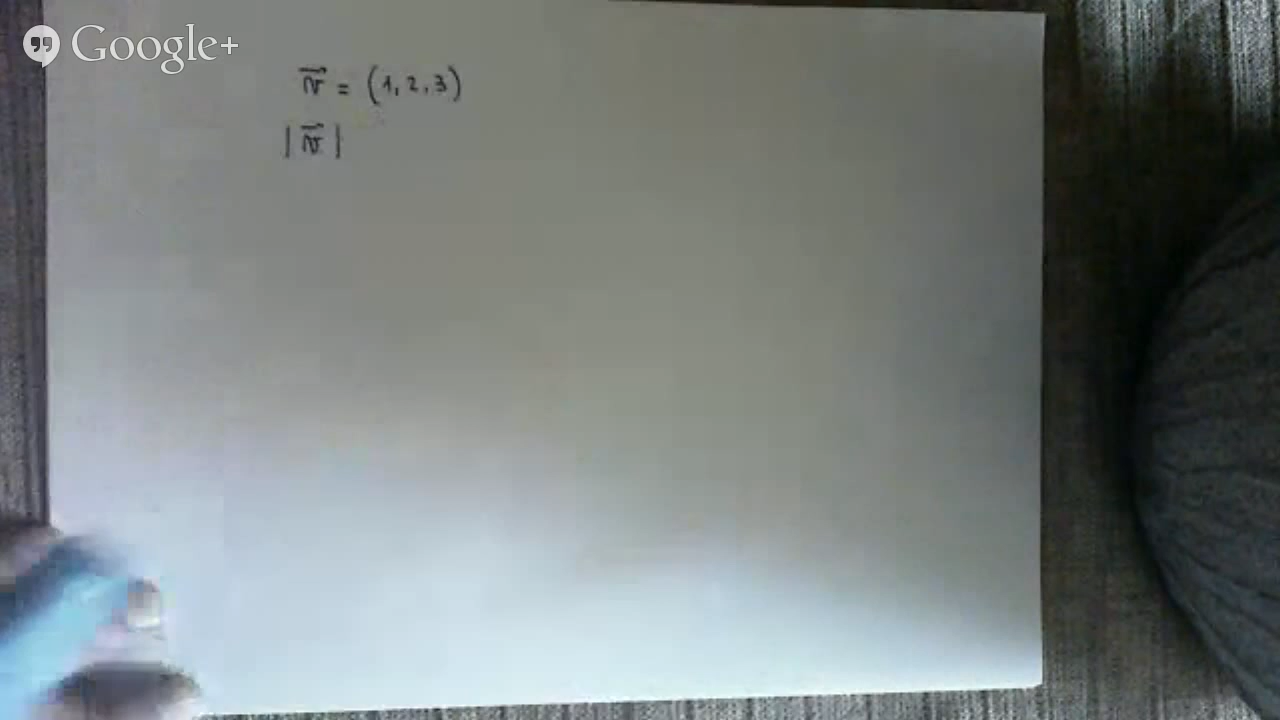 Google+
v⃗ = (1, 2, 3)
|v⃗|